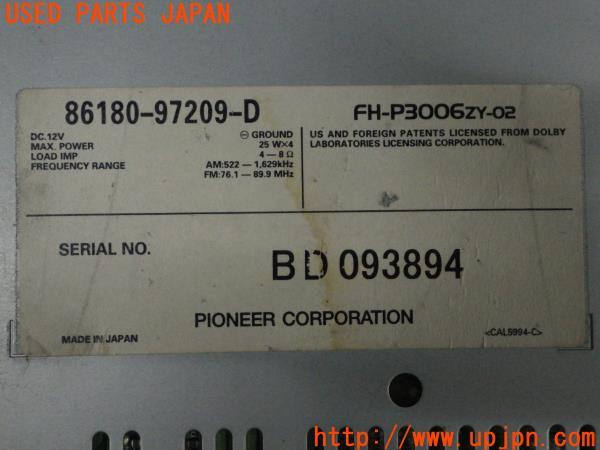 USED PARTS JAPAN
86180-97209-D
FH-P3006ZY-02
DC.12V ⊖ GROUND
MAX. POWER 25 W×4
LOAD IMP 4 — 8 Ω
FREQUENCY RANGE AM:522 — 1,629kHz
FM:76.1 — 89.9 MHz
US AND FOREIGN PATENTS LICENSED FROM DOLBY
LABORATORIES LICENSING CORPORATION.
SERIAL NO. BD 093894
PIONEER CORPORATION
MADE IN JAPAN
<CAL5994-C>
http://www.upjpn.com